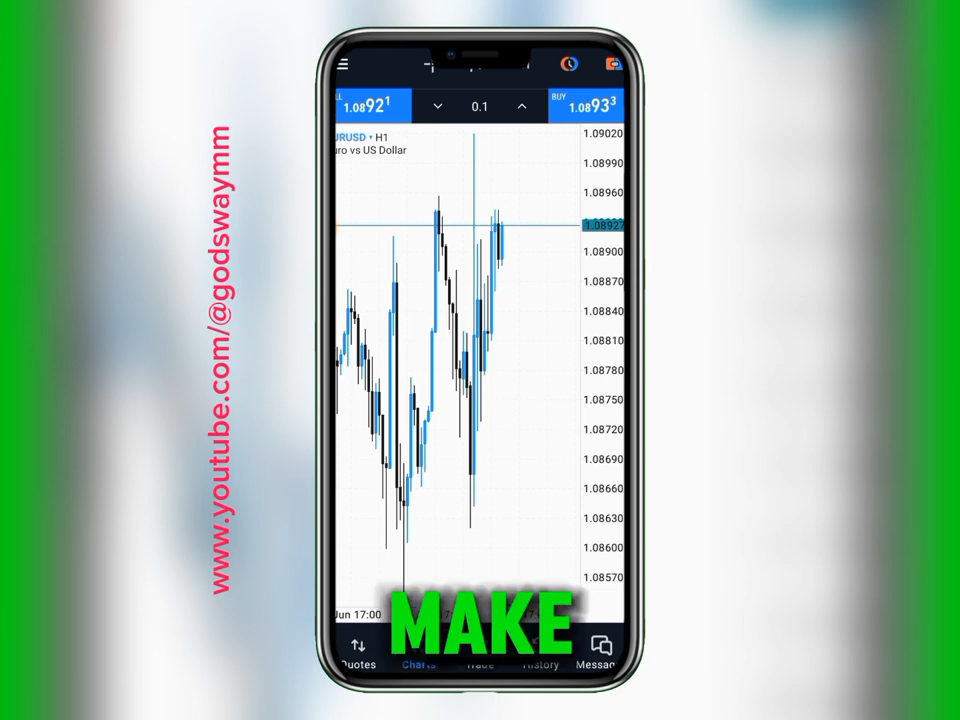 www.youtube.com/@godswaymm
LL
1.08921
0.1
BUY
1.08933
URUSD • H1
uro vs US Dollar
1.09020
1.08990
1.08960
1.08927
1.08900
1.08870
1.08840
1.08810
1.08780
1.08750
1.08720
1.08690
1.08660
1.08630
1.08600
1.08570
Jun 17:00
MAKE
Quotes
Charts
Trade
History
Messag